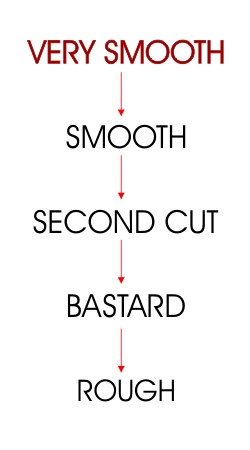 VERY SMOOTH
SMOOTH
SECOND CUT
BASTARD
ROUGH